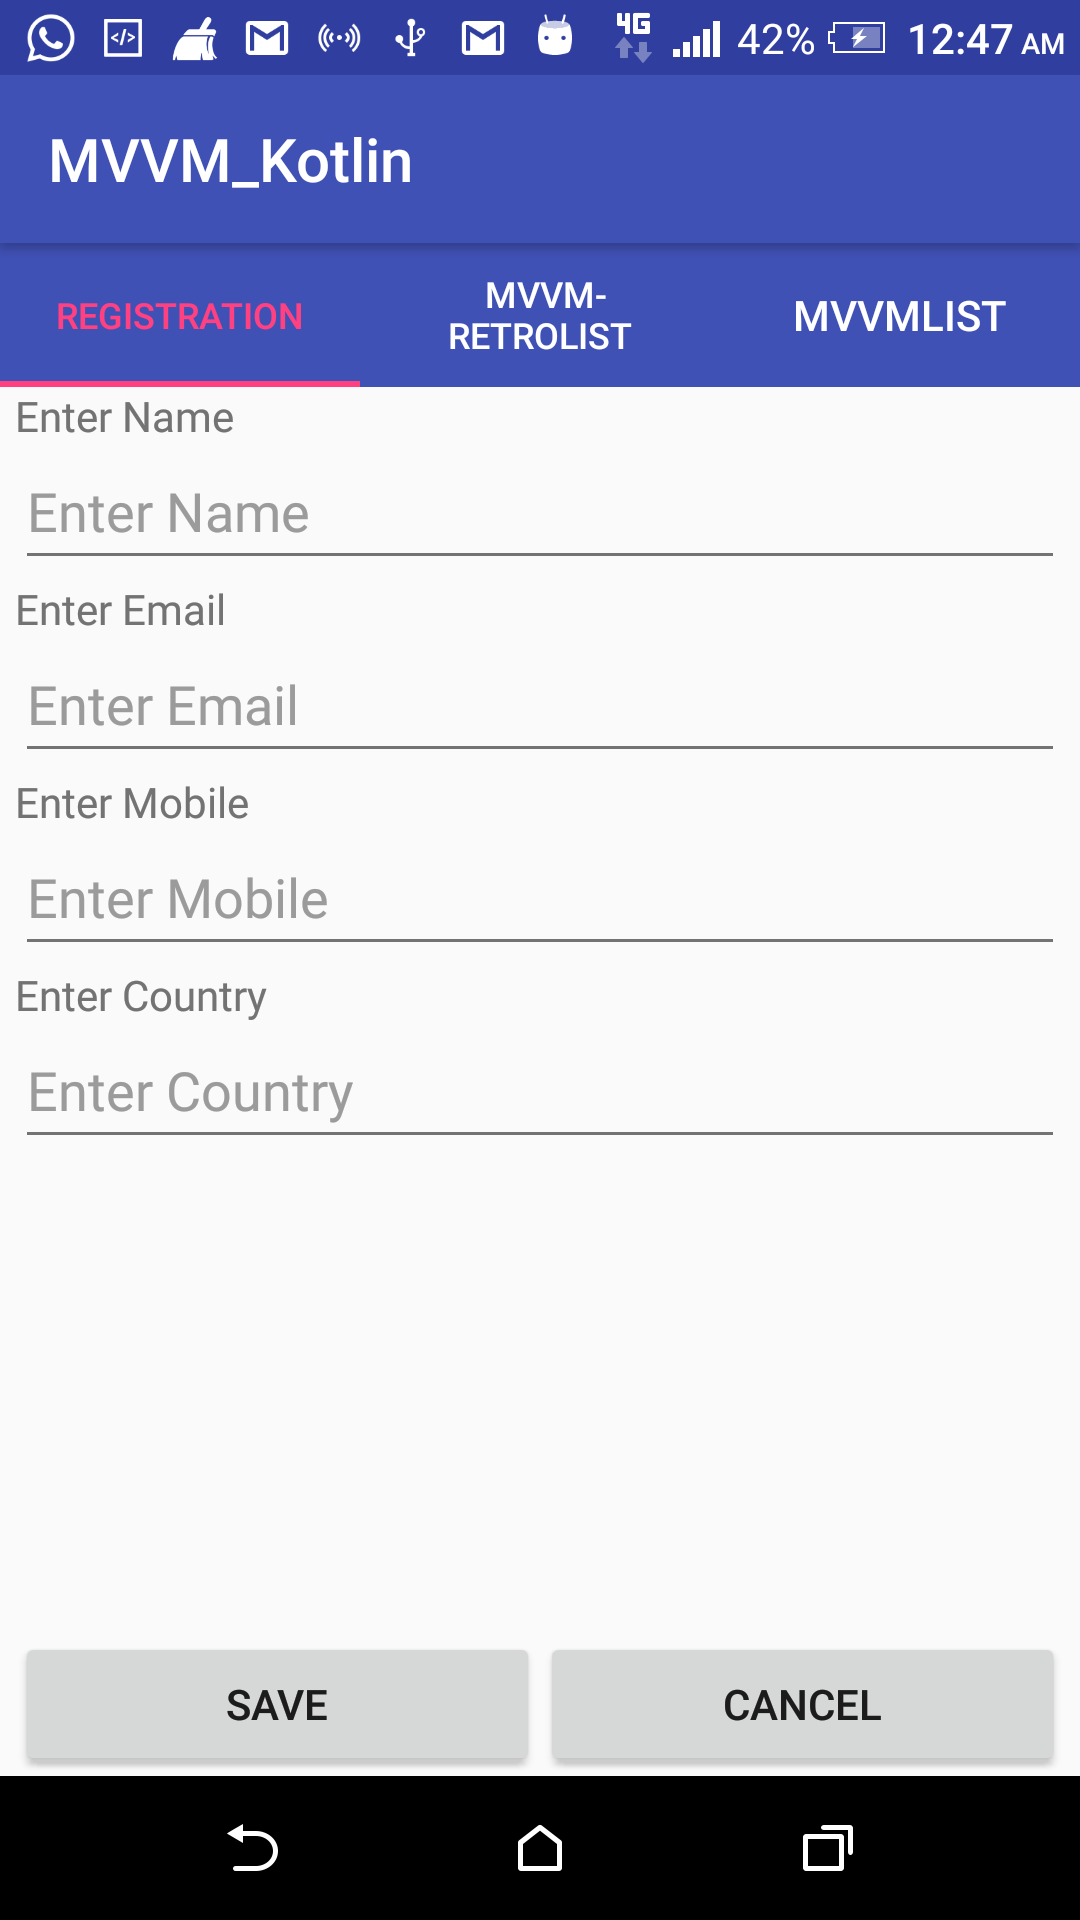 4G 42% 12:47 AM
MVVM_Kotlin
REGISTRATION
MVVM-
RETROLIST
MVVMLIST
Enter Name
Enter Name
Enter Email
Enter Email
Enter Mobile
Enter Mobile
Enter Country
Enter Country
SAVE CANCEL